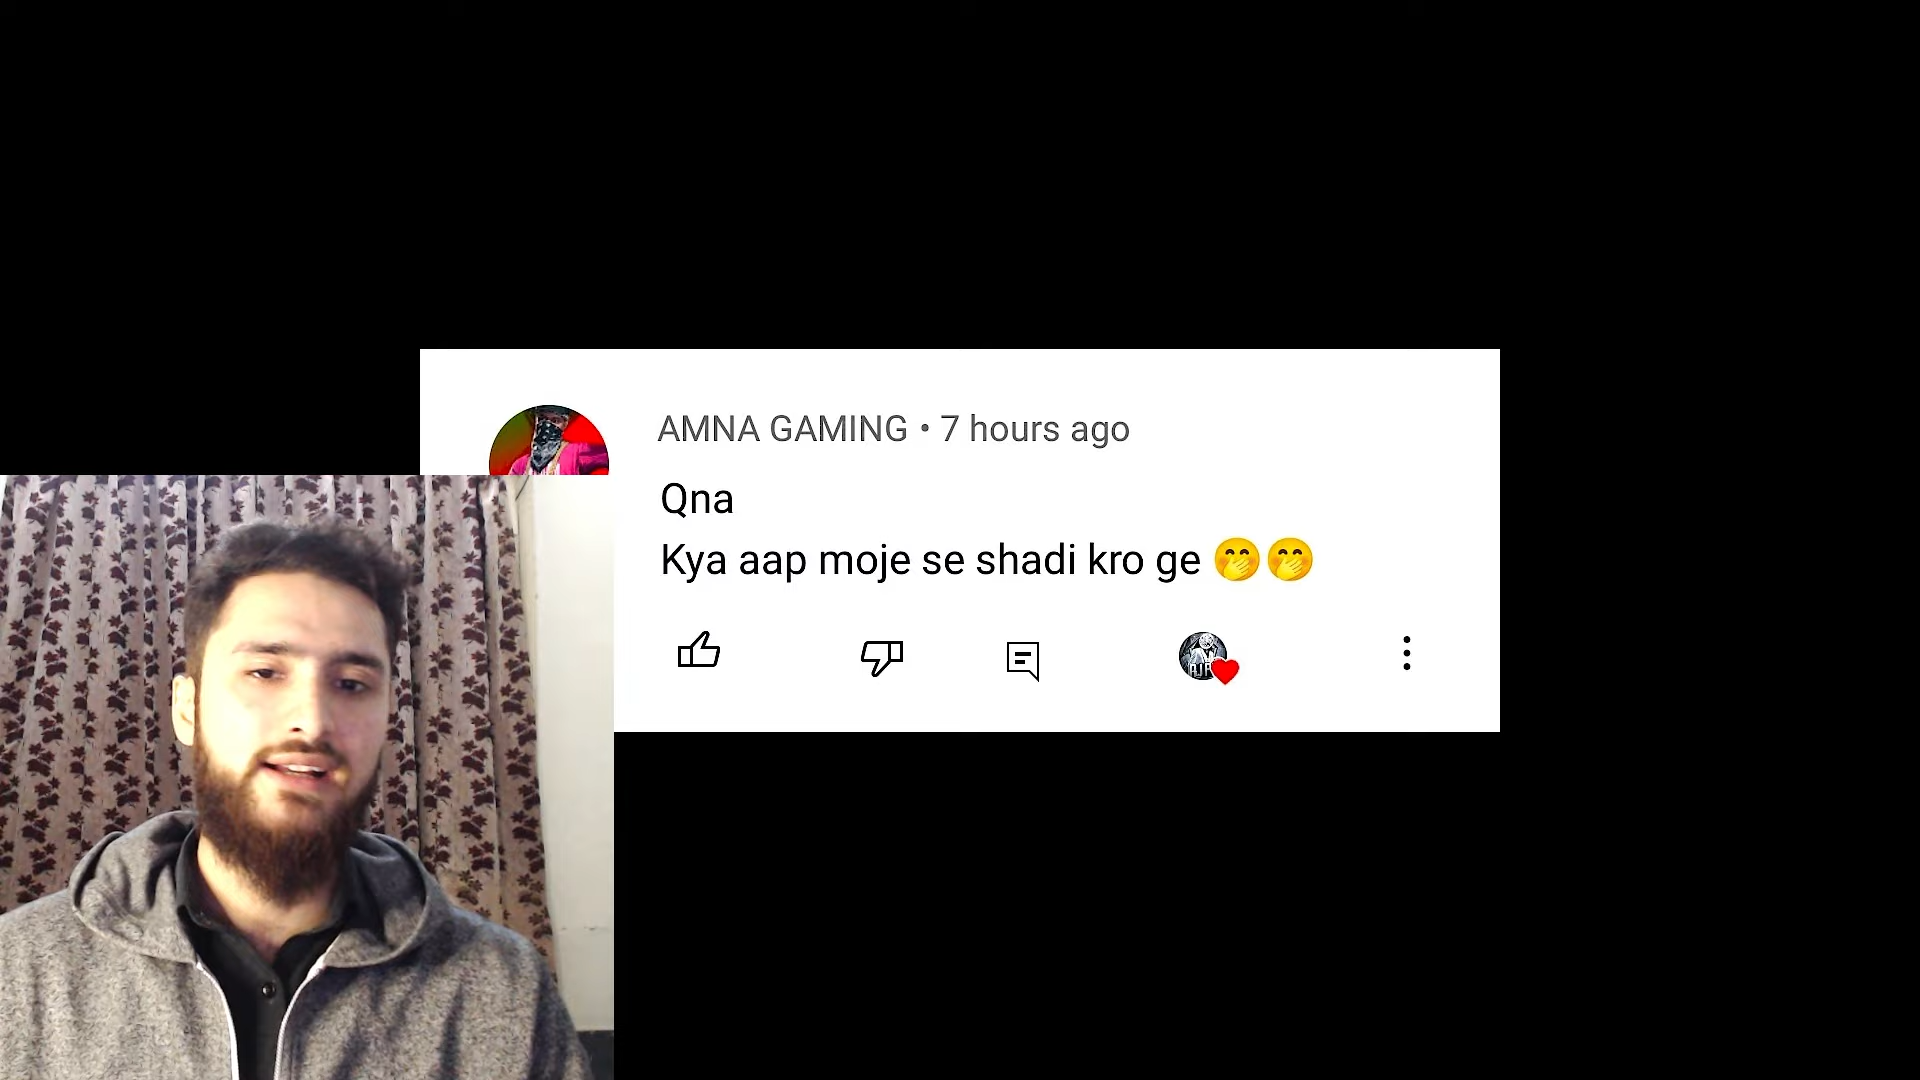 AMNA GAMING • 7 hours ago
Qna
Kya aap moje se shadi kro ge 🤭🤭